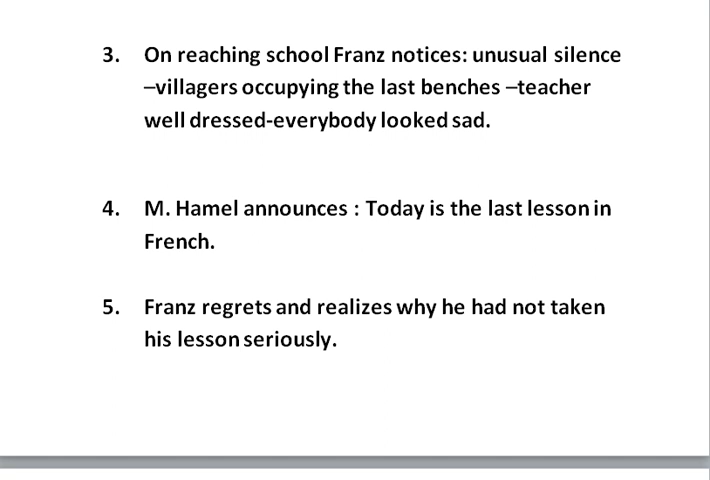 3. On reaching school Franz notices: unusual silence
–villagers occupying the last benches –teacher
well dressed-everybody looked sad.
4. M. Hamel announces : Today is the last lesson in
French.
5. Franz regrets and realizes why he had not taken
his lesson seriously.